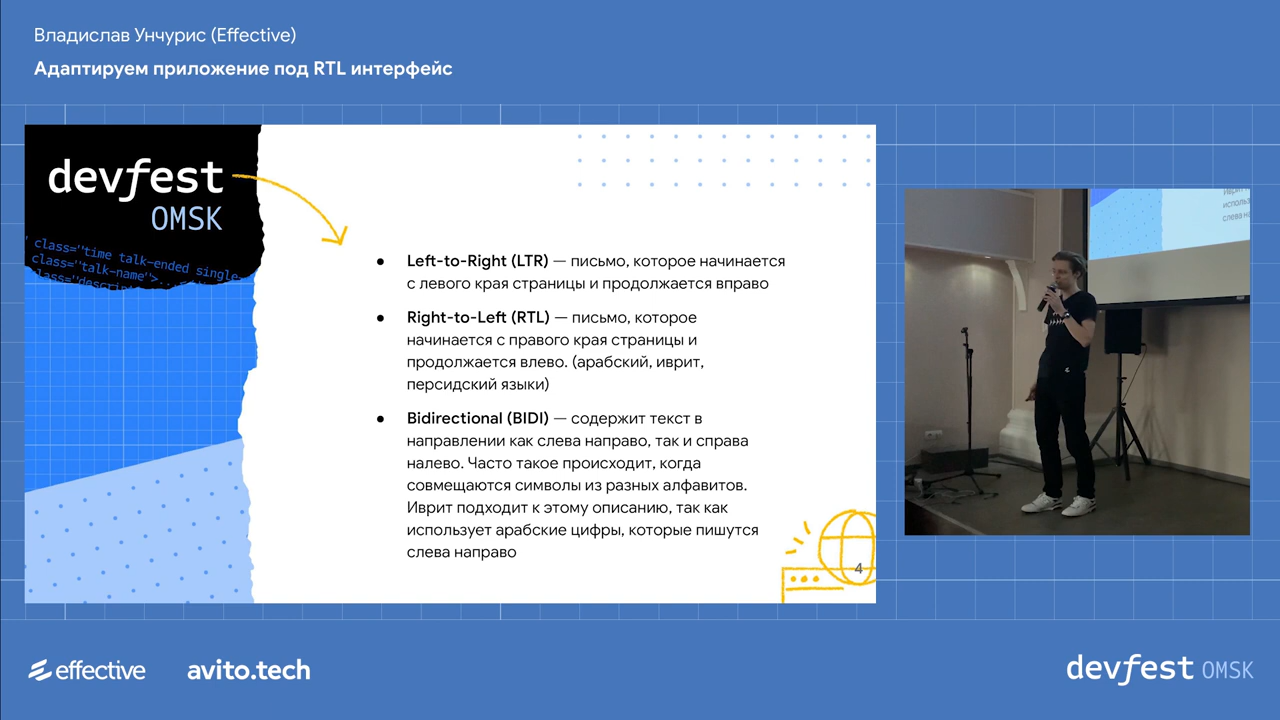 Владислав Унчурис (Effective)
Адаптируем приложение под RTL интерфейс
devfest
OMSK
class="time talk-ended single-
class="talk-name">
class="descript
● Left-to-Right (LTR) — письмо, которое начинается
с левого края страницы и продолжается вправо
● Right-to-Left (RTL) — письмо, которое
начинается с правого края страницы и
продолжается влево. (арабский, иврит,
персидский языки)
● Bidirectional (BIDI) — содержит текст в
направлении как слева направо, так и справа
налево. Часто такое происходит, когда
совмещаются символы из разных алфавитов.
Иврит подходит к этому описанию, так как
использует арабские цифры, которые пишутся
слева направо
4
effective
avito.tech
devfest OMSK